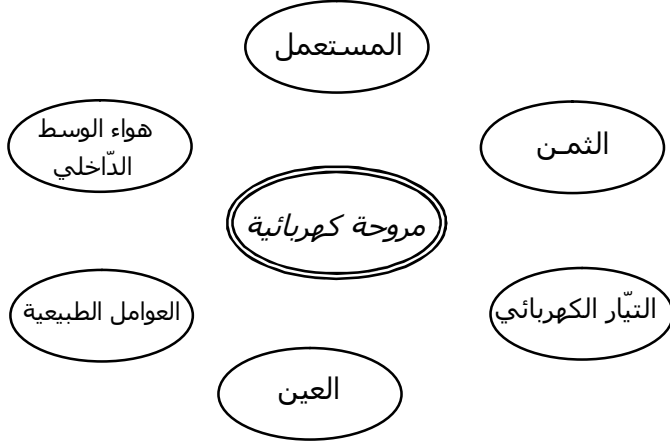 المستعمل
الثمـن
هواء الوسط
الدّاخلي
مروحة كهربائية
التيّار الكهربائي
العوامل الطبيعية
العين